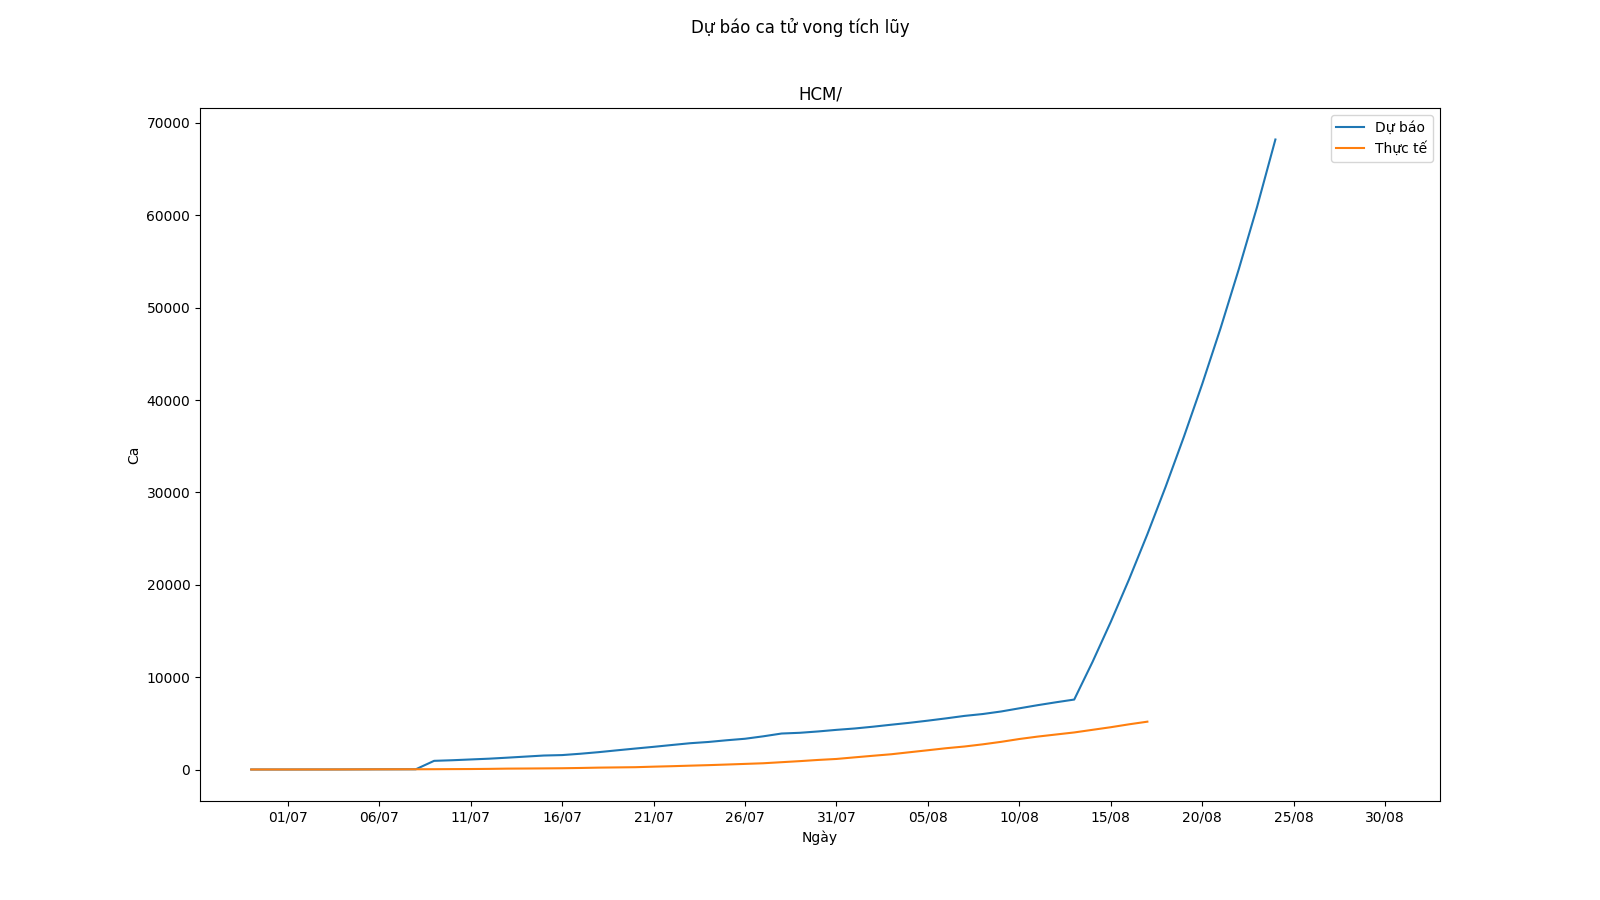 Dự báo ca tử vong tích lũy
HCM/
70000
60000
50000
40000
30000
20000
10000
0
Ca
Dự báo
Thực tế
01/07 06/07 11/07 16/07 21/07 26/07 31/07 05/08 10/08 15/08 20/08 25/08 30/08
Ngày